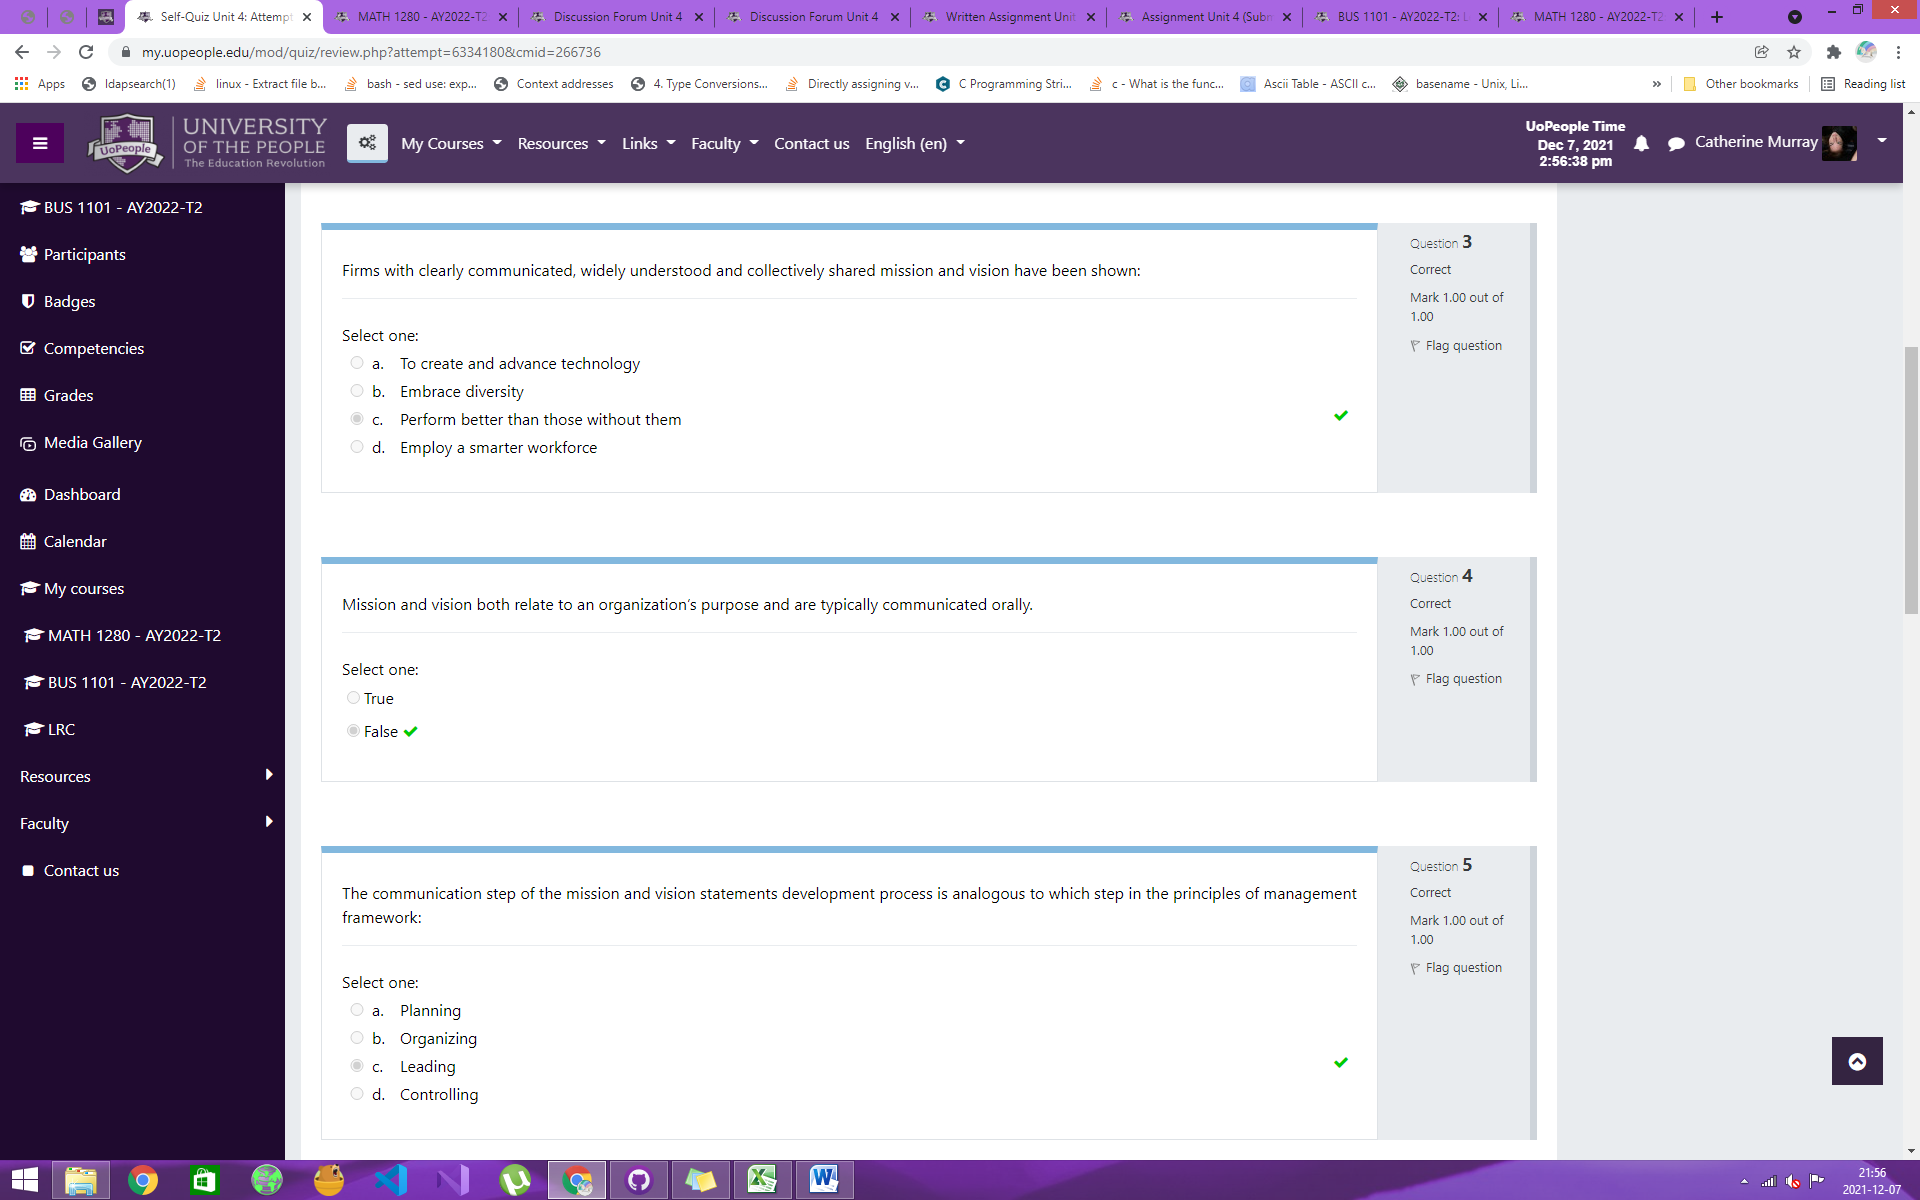 Self-Quiz Unit 4: Attempt
MATH 1280 - AY2022-T2
Discussion Forum Unit 4
Discussion Forum Unit 4
Written Assignment Unit
Assignment Unit 4 (Subm
BUS 1101 - AY2022-T2: L
MATH 1280 - AY2022-T2
my.uopeople.edu/mod/quiz/review.php?attempt=6334180&cmid=266736
Apps
ldapsearch(1)
linux - Extract file b...
bash - sed use: exp...
Context addresses
4. Type Conversions...
Directly assigning v...
C Programming Stri...
c - What is the func...
Ascii Table - ASCII c...
basename - Unix, Li...
»
Other bookmarks
Reading list
UoPeople
UNIVERSITY
OF THE PEOPLE
The Education Revolution
My Courses
Resources
Links
Faculty
Contact us
English (en)
UoPeople Time
Dec 7, 2021
2:56:38 pm
Catherine Murray
BUS 1101 - AY2022-T2
Participants
Badges
Competencies
Grades
Media Gallery
Dashboard
Calendar
My courses
MATH 1280 - AY2022-T2
BUS 1101 - AY2022-T2
LRC
Resources
Faculty
Contact us
Firms with clearly communicated, widely understood and collectively shared mission and vision have been shown:
Select one:
a. To create and advance technology
b. Embrace diversity
c. Perform better than those without them
d. Employ a smarter workforce
Question 3
Correct
Mark 1.00 out of
1.00
Flag question
Mission and vision both relate to an organization's purpose and are typically communicated orally.
Select one:
True
False
Question 4
Correct
Mark 1.00 out of
1.00
Flag question
The communication step of the mission and vision statements development process is analogous to which step in the principles of management
framework:
Select one:
a. Planning
b. Organizing
c. Leading
d. Controlling
Question 5
Correct
Mark 1.00 out of
1.00
Flag question
21:56
2021-12-07